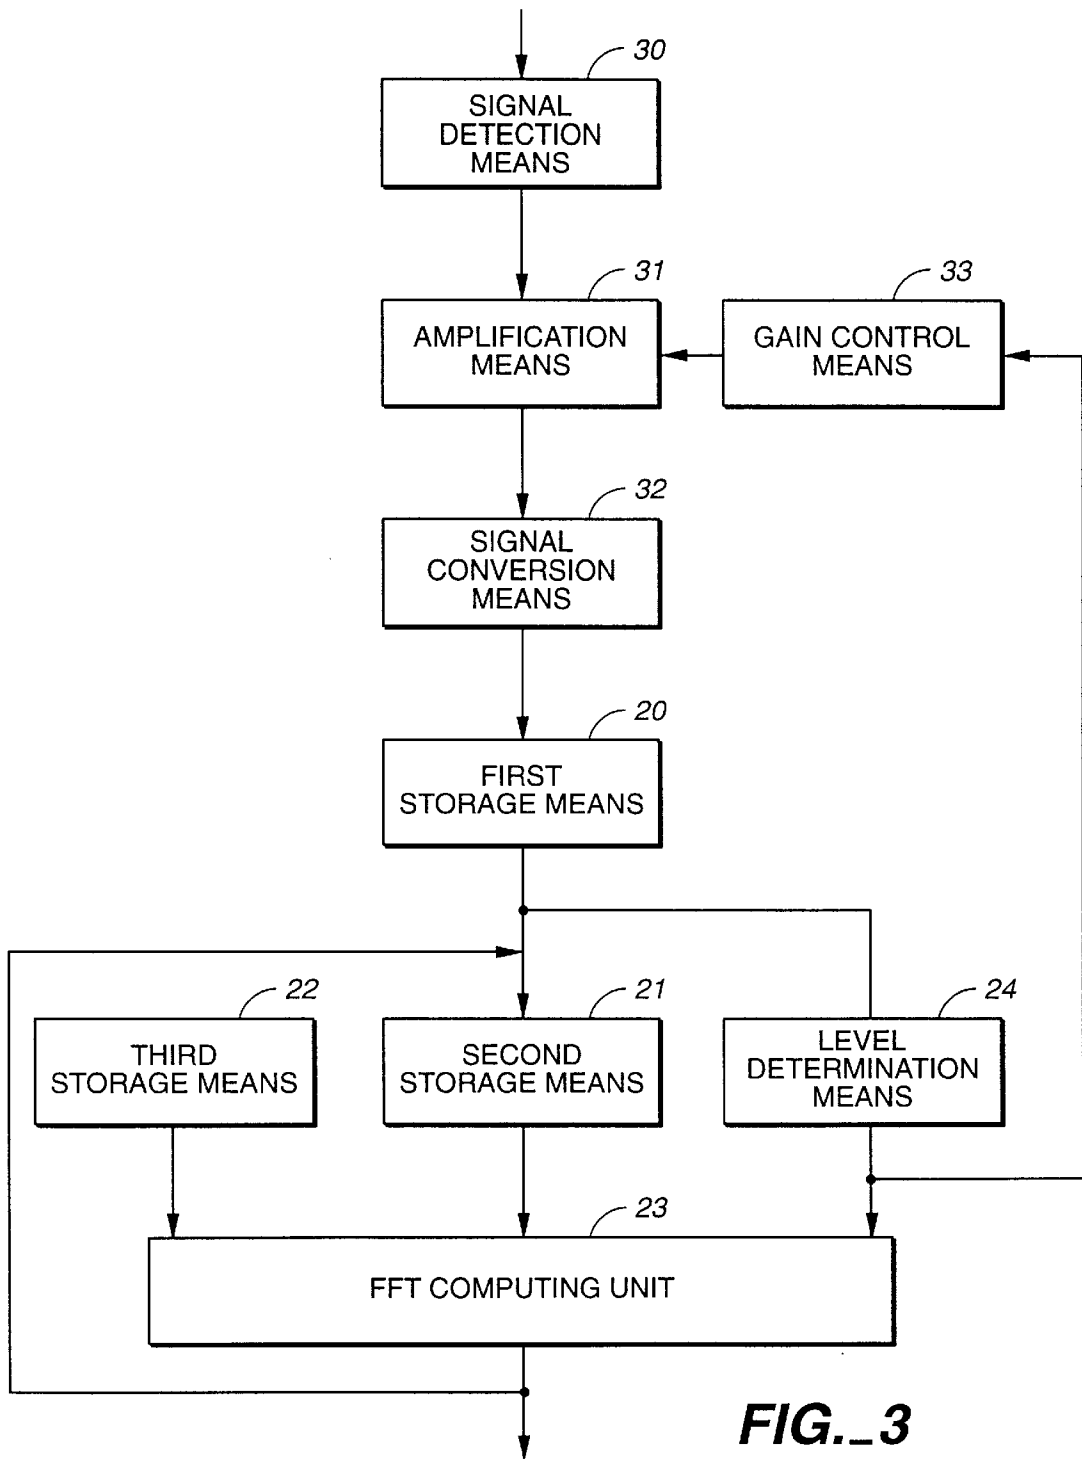 30
SIGNAL
DETECTION
MEANS
31
AMPLIFICATION
MEANS
33
GAIN CONTROL
MEANS
32
SIGNAL
CONVERSION
MEANS
20
FIRST
STORAGE MEANS
22
THIRD
STORAGE MEANS
21
SECOND
STORAGE MEANS
24
LEVEL
DETERMINATION
MEANS
23
FFT COMPUTING UNIT
FIG._3